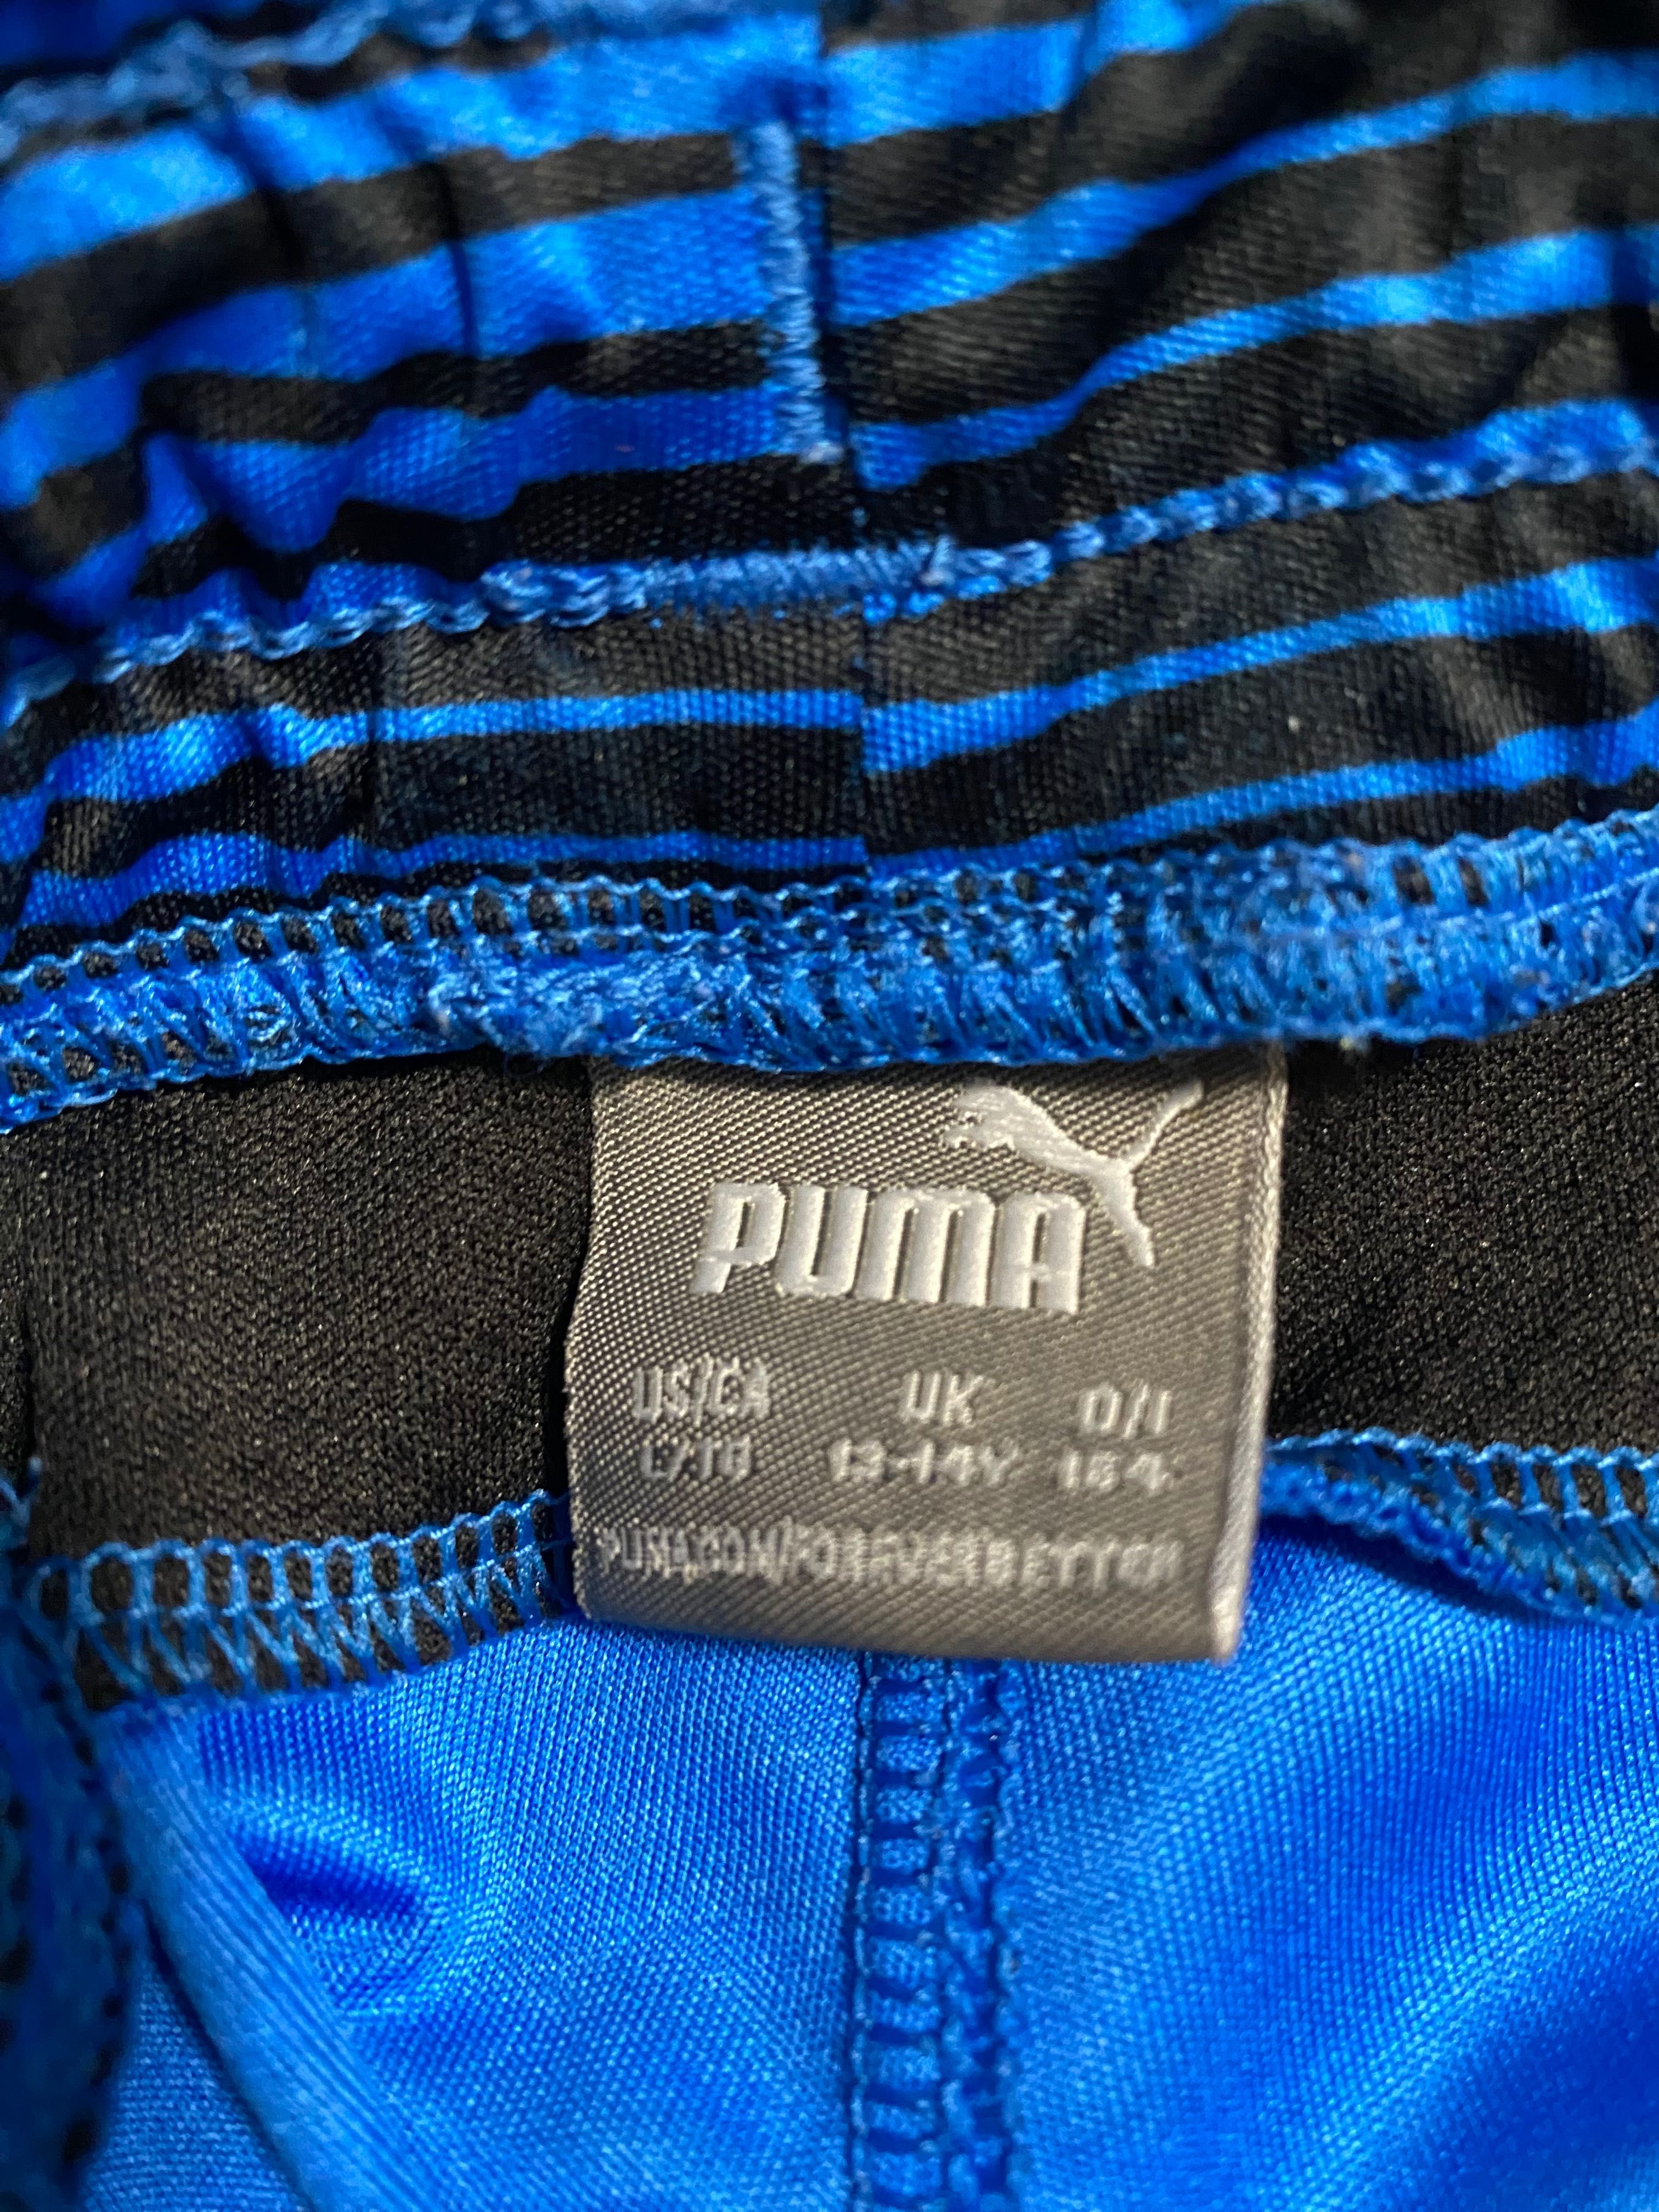 PUMA
US/CA UK D/I
L/TG 13-14Y 164
PUMA.COM/FOREVERBETTER